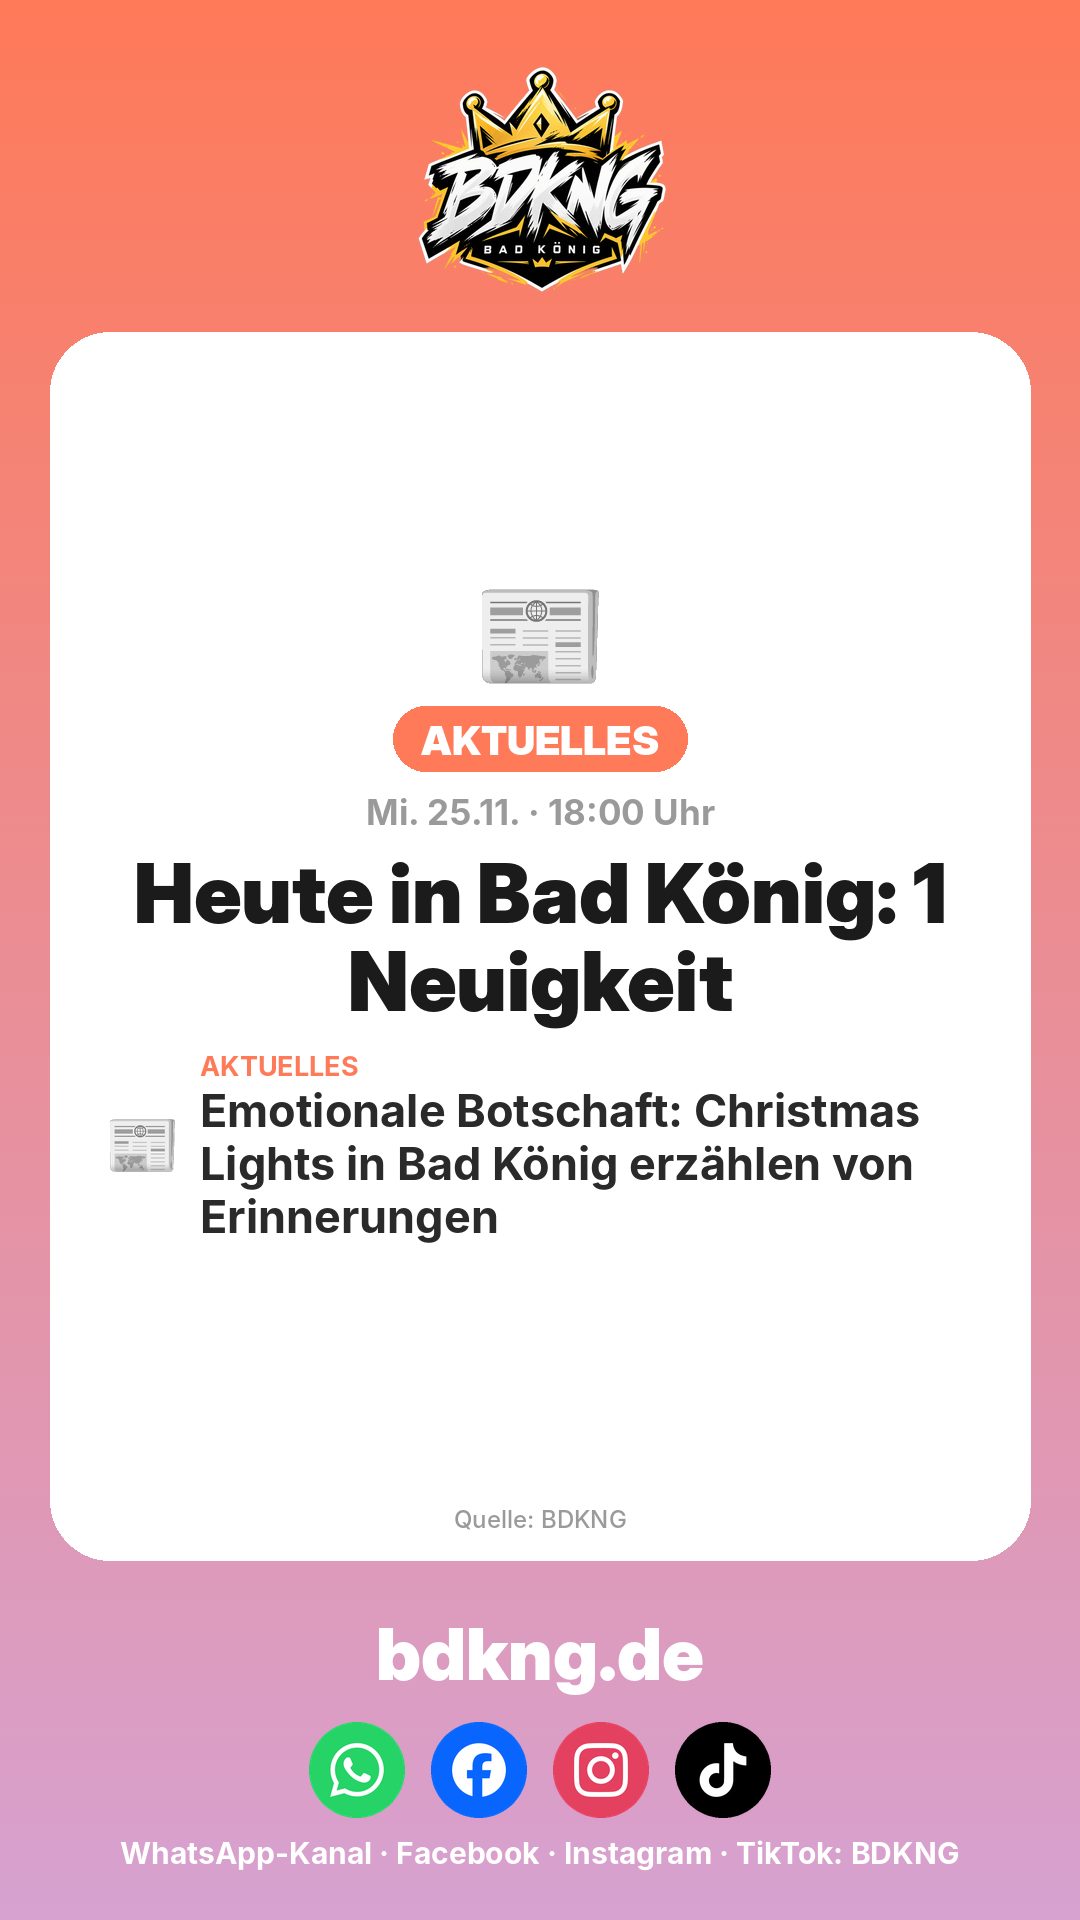 BDKNG
BAD KÖNIG
AKTUELLES
Mi. 25.11. · 18:00 Uhr
Heute in Bad König: 1
Neuigkeit
AKTUELLES
Emotionale Botschaft: Christmas
Lights in Bad König erzählen von
Erinnerungen
Quelle: BDKNG
bdkng.de
WhatsApp-Kanal · Facebook · Instagram · TikTok: BDKNG